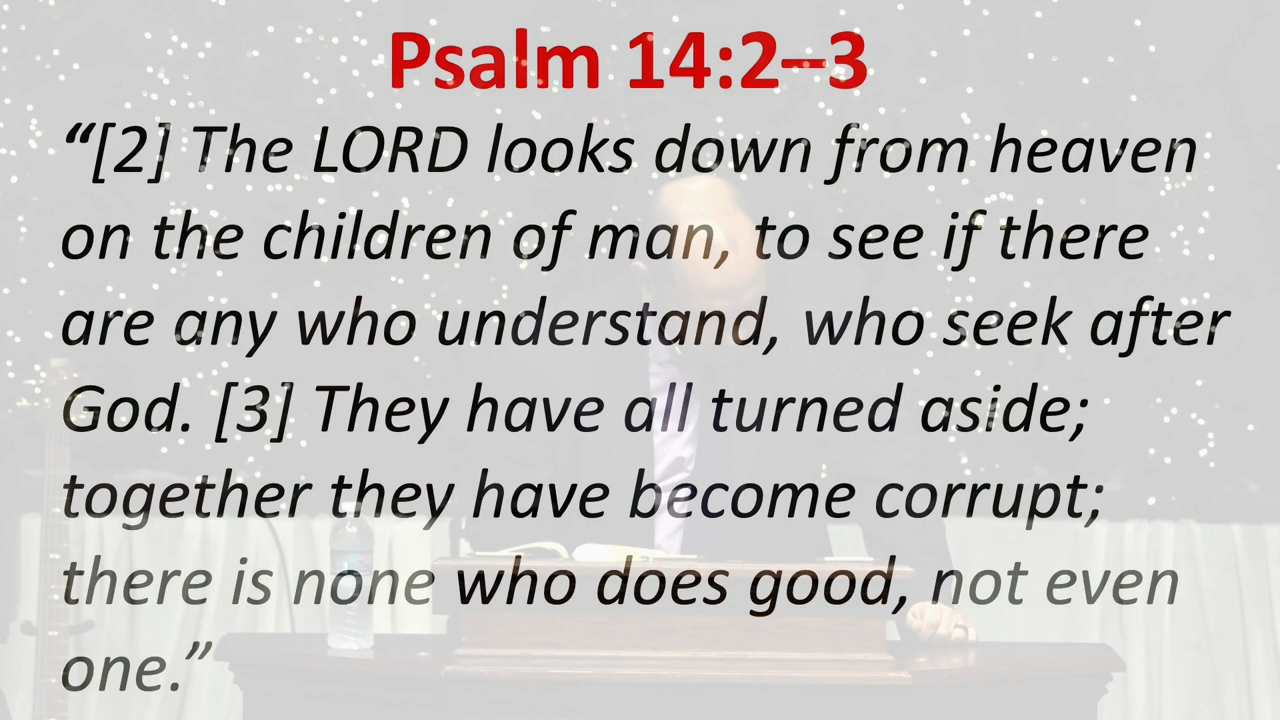 Psalm 14:2–3
“[2] The LORD looks down from heaven
on the children of man, to see if there
are any who understand, who seek after
God. [3] They have all turned aside;
together they have become corrupt;
there is none who does good, not even
one.”